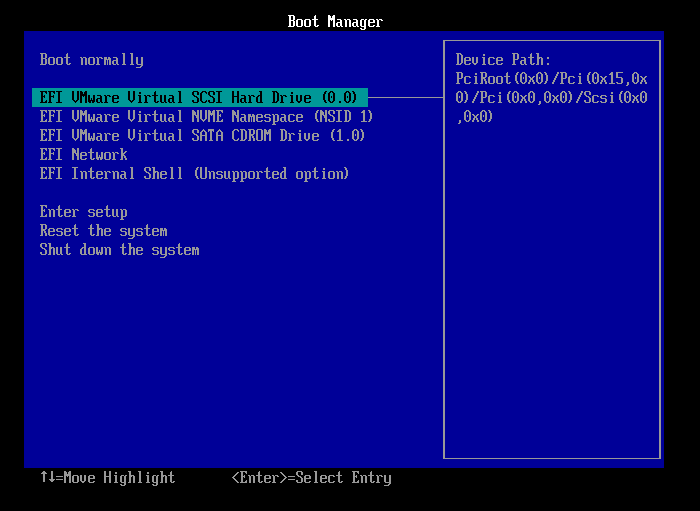 Boot Manager
Boot normally
EFI VMware Virtual SCSI Hard Drive (0.0)
EFI VMware Virtual NVME Namespace (NSID 1)
EFI VMware Virtual SATA CDROM Drive (1.0)
EFI Network
EFI Internal Shell (Unsupported option)
Enter setup
Reset the system
Shut down the system
Device Path:
PciRoot(0x0)/Pci(0x15,0x
0)/Pci(0x0,0x0)/Scsi(0x0
,0x0)
↑↓=Move Highlight
<Enter>=Select Entry